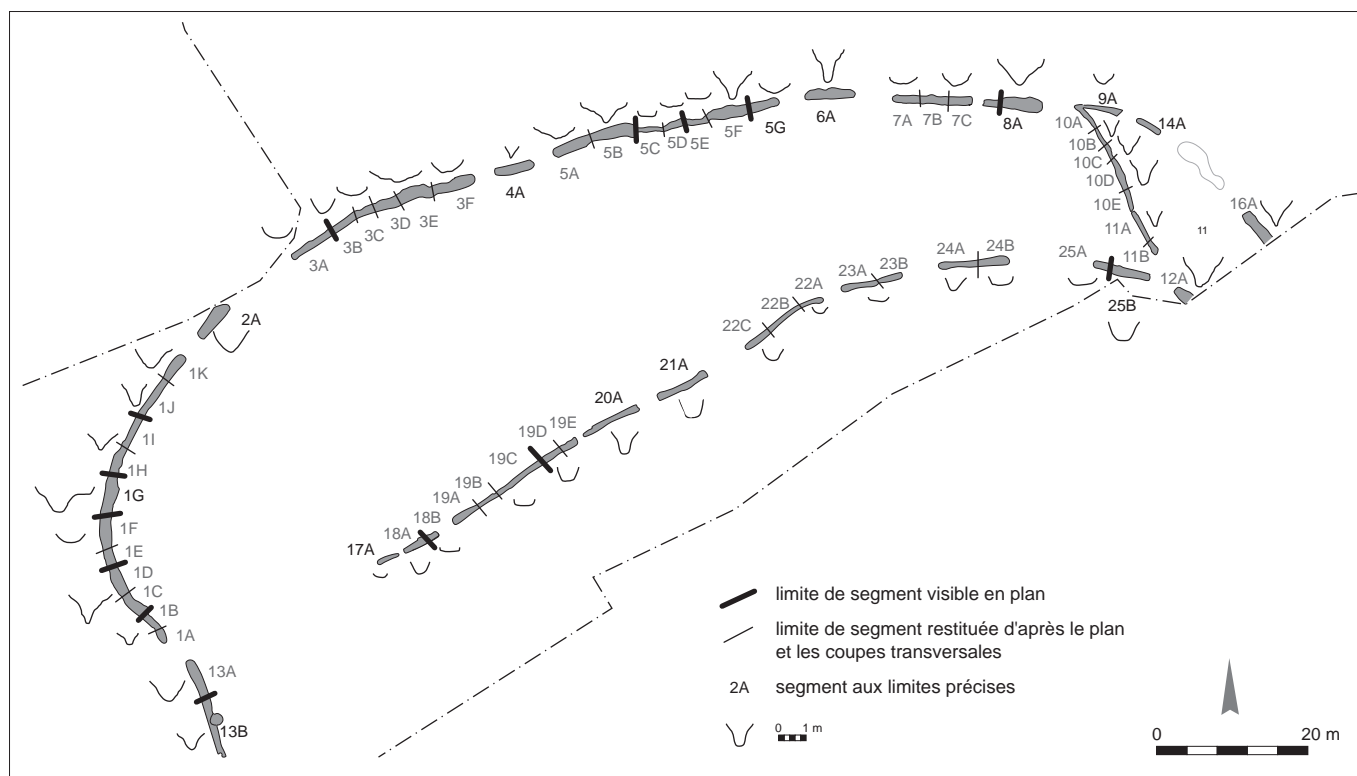 6A
7A
7B
7C
8A
9A
14A
10A
10B
10C
10D
10E
11A
11B
11
16A
12A
25A
25B
5A
5B
5C
5D
5E
5F
5G
4A
3A
3B
3C
3D
3E
3F
2A
1K
1J
1I
1H
1G
1F
1E
1D
1C
1B
1A
13A
13B
24A
24B
23A
23B
22A
22B
22C
21A
20A
19E
19D
19C
19B
19A
18B
18A
17A
limite de segment visible en plan
limite de segment restituée d'après le plan
et les coupes transversales
2A segment aux limites précises
0 1 m
0 20 m